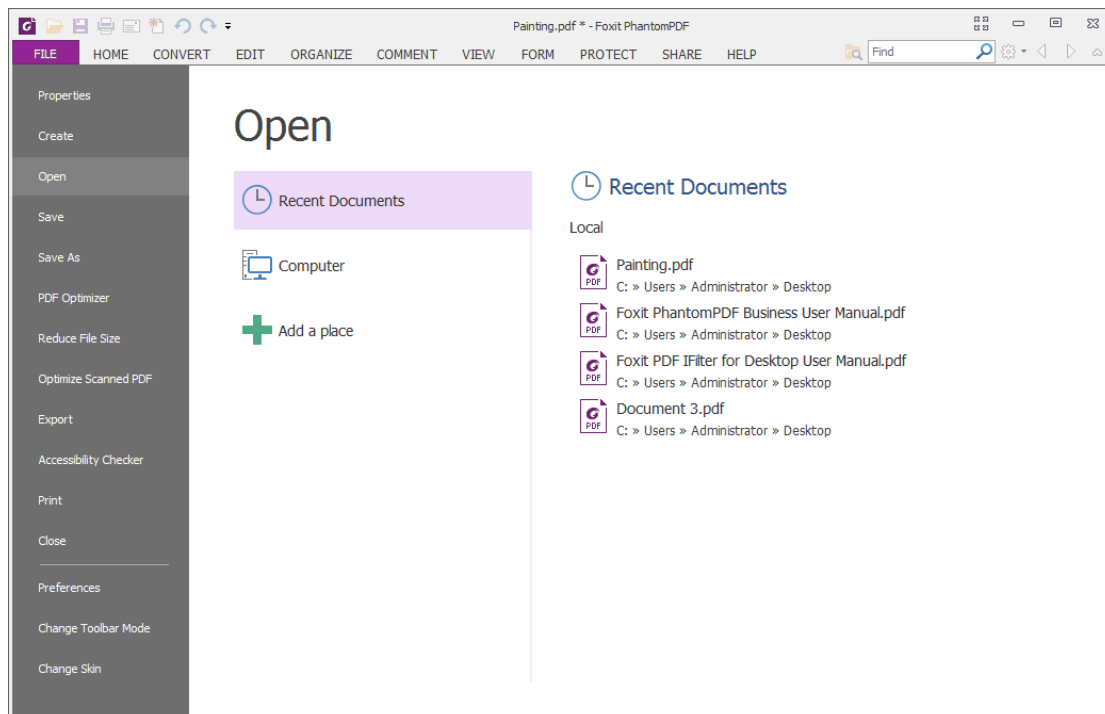 Painting.pdf * - Foxit PhantomPDF
FILE HOME CONVERT EDIT ORGANIZE COMMENT VIEW FORM PROTECT SHARE HELP Find
Properties
Create
Open
Save
Save As
PDF Optimizer
Reduce File Size
Optimize Scanned PDF
Export
Accessibility Checker
Print
Close
Preferences
Change Toolbar Mode
Change Skin
Open
Recent Documents
Computer
Add a place
Recent Documents
Local
PDF
Painting.pdf
C: » Users » Administrator » Desktop
PDF
Foxit PhantomPDF Business User Manual.pdf
C: » Users » Administrator » Desktop
PDF
Foxit PDF IFilter for Desktop User Manual.pdf
C: » Users » Administrator » Desktop
PDF
Document 3.pdf
C: » Users » Administrator » Desktop